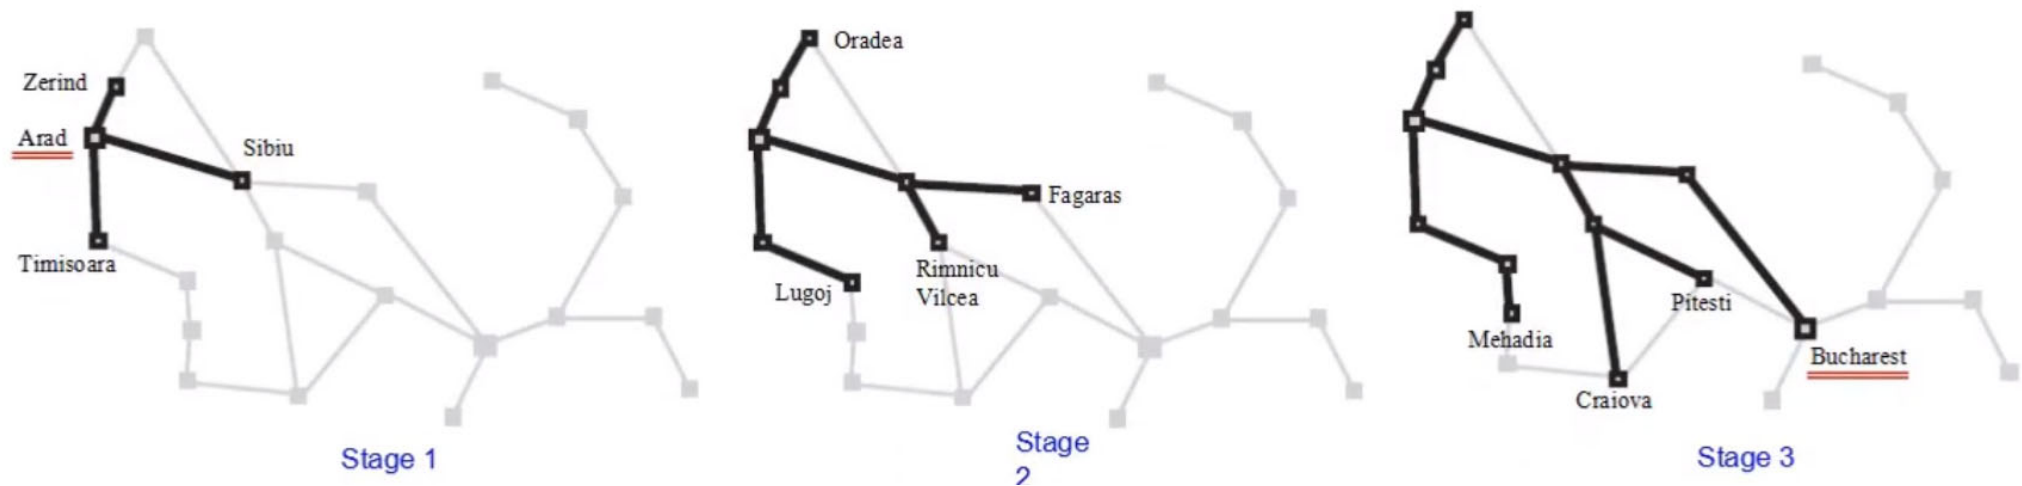 Zerind
Arad
Sibiu
Timisoara
Stage 1
Oradea
Fagaras
Rimnicu
Vilcea
Lugoj
Stage
2
Pitesti
Mehadia
Bucharest
Craiova
Stage 3